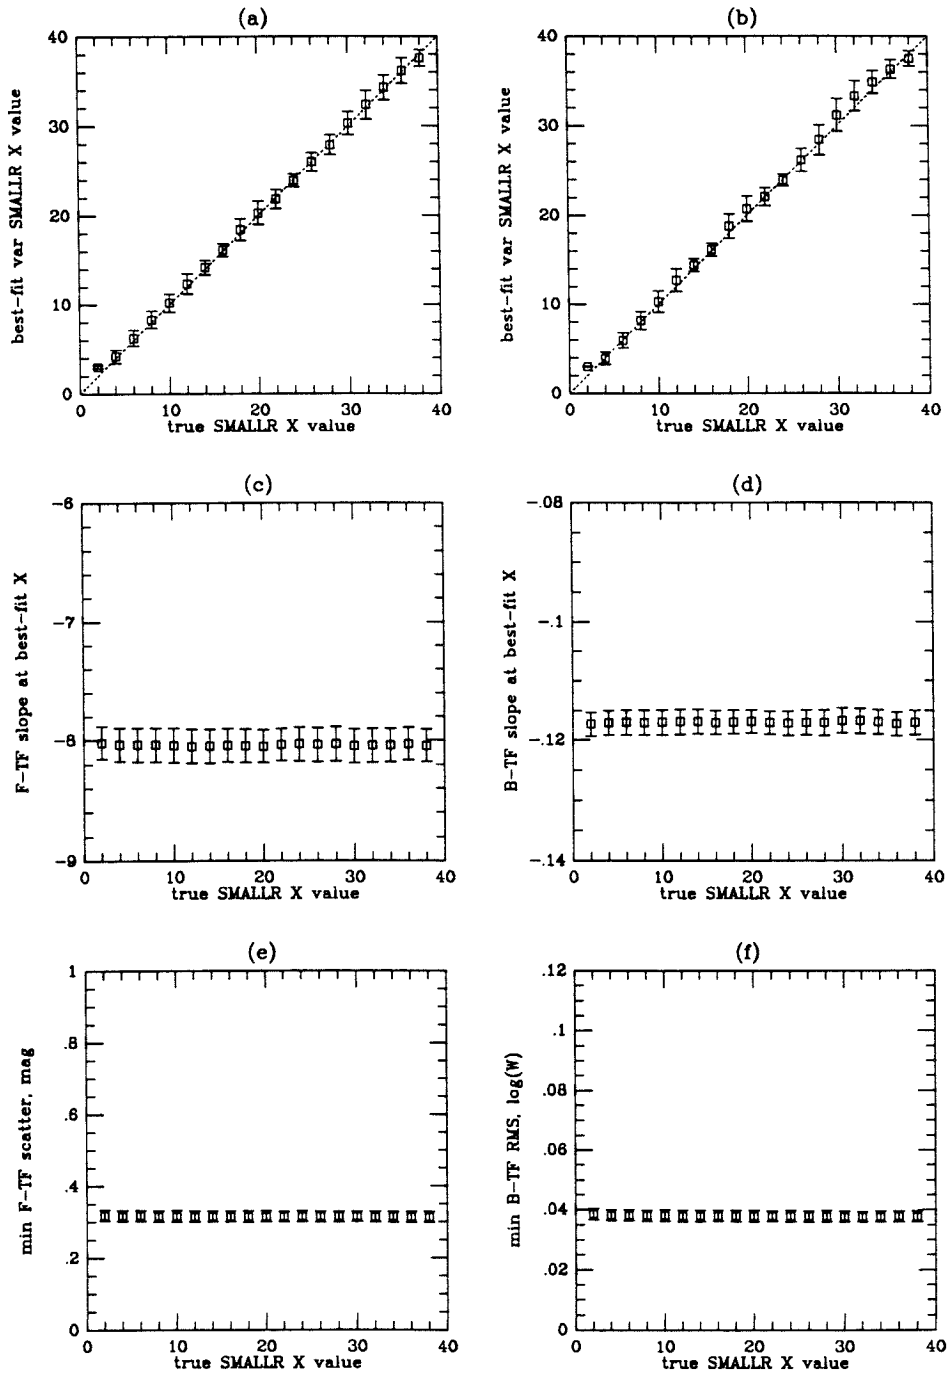 (a)
40
30
20
10
0
best-fit var SMALLR X value
0 10 20 30 40
true SMALLR X value
(b)
40
30
20
10
0
best-fit var SMALLR X value
0 10 20 30 40
true SMALLR X value
(c)
-6
-7
-8
-9
F-TF slope at best-fit X
0 10 20 30 40
true SMALLR X value
(d)
-.08
-.1
-.12
-.14
B-TF slope at best-fit X
0 10 20 30 40
true SMALLR X value
(e)
1
.8
.6
.4
.2
0
min F-TF scatter, mag
0 10 20 30 40
true SMALLR X value
(f)
.12
.1
.08
.06
.04
.02
0
min B-TF RMS, log(W)
0 10 20 30 40
true SMALLR X value